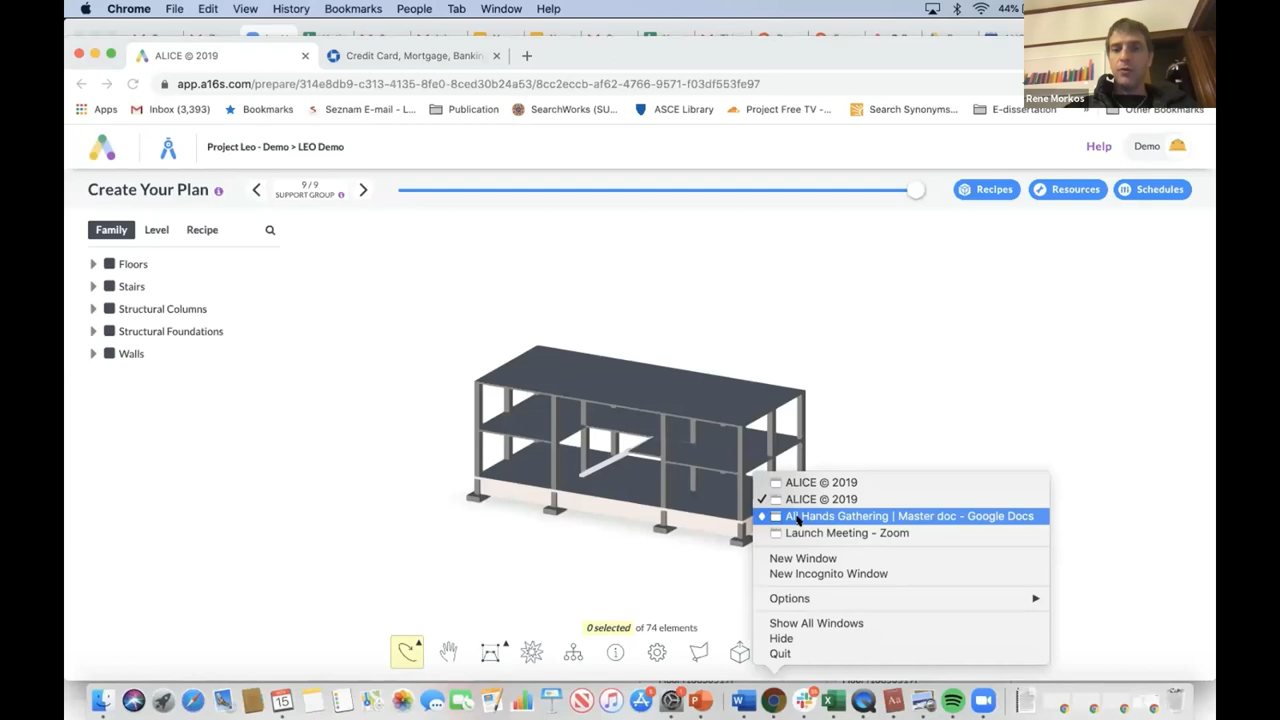 Chrome File Edit View History Bookmarks People Tab Window Help 44%
ALICE © 2019
Credit Card, Mortgage, Bankin
app.a16s.com/prepare/314e8db9-c313-4135-8fe0-8ced30b24a53/8cc2eccb-af62-4766-9571-f03df553fe97
Apps Inbox (3,393) Bookmarks Seznamail - L... Publication SearchWorks (SU... ASCE Library Project Free TV -... Search Synonyms... E-dissertation Other Bookmarks
Rene Morkos
Project Leo - Demo > LEO Demo
Help
Demo
Create Your Plan
9 / 9
SUPPORT GROUP
Recipes
Resources
Schedules
Family Level Recipe
Floors
Stairs
Structural Columns
Structural Foundations
Walls
ALICE © 2019
ALICE © 2019
All Hands Gathering | Master doc - Google Docs
Launch Meeting - Zoom
New Window
New Incognito Window
Options
Show All Windows
Hide
Quit
0 selected of 74 elements